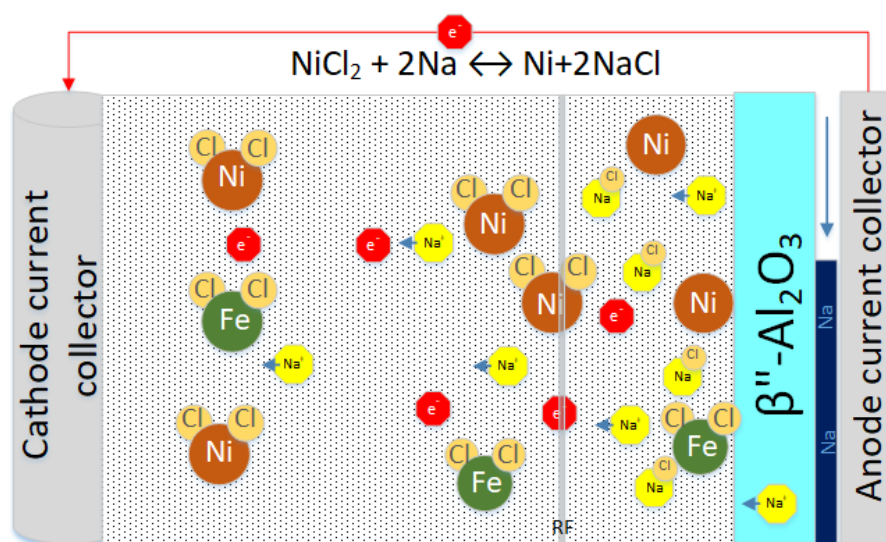 e⁻
NiCl₂ + 2Na ↔ Ni+2NaCl
Cathode current
collector
Cl Cl
Ni
e⁻
Cl Cl
Fe
Na⁺
Cl Cl
Ni
e⁻
Na⁺
Cl Cl
Ni
Cl Cl
Ni
Na⁺
e⁻
Cl Cl
Fe
e⁻
RF
Ni
Cl
Na
Na⁺
Cl
Na
e⁻
Ni
Cl
Na
Na⁺
Cl Cl
Fe
Cl
Na
Na⁺
β''-Al₂O₃
Na
Na
Anode current collector